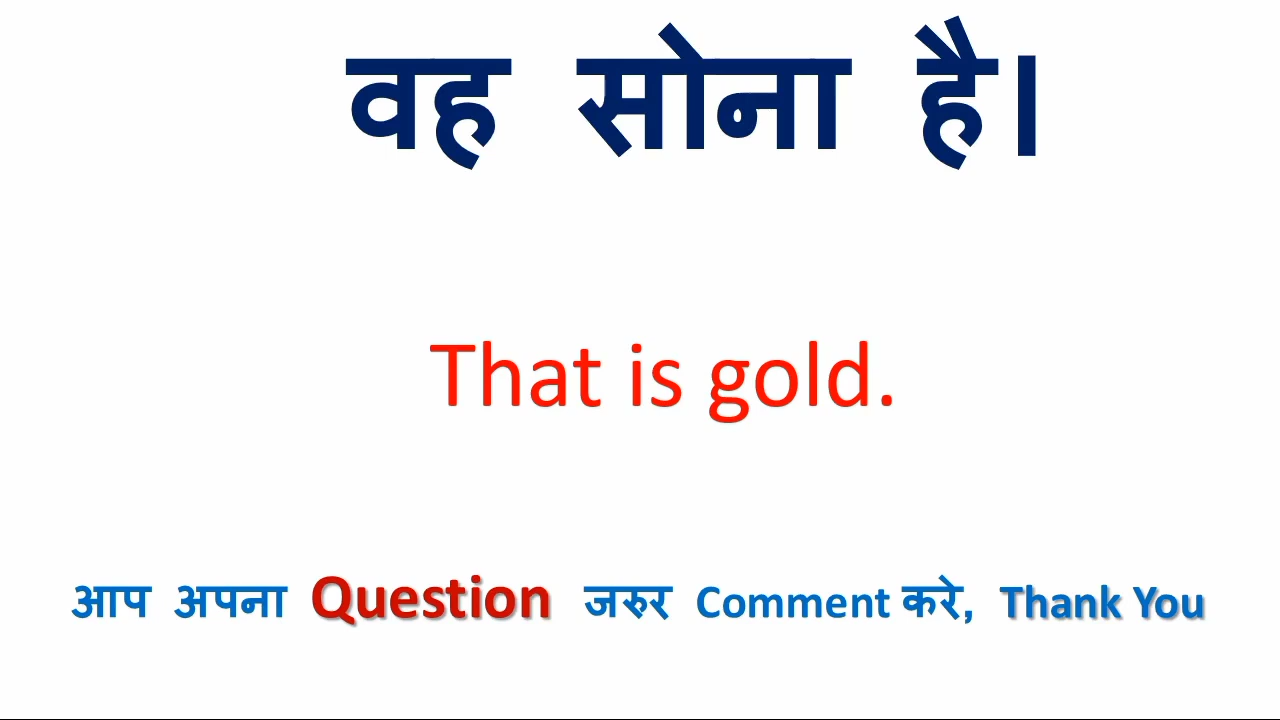 वह सोना है।
That is gold.
आप अपना Question जरुर Comment करे, Thank You